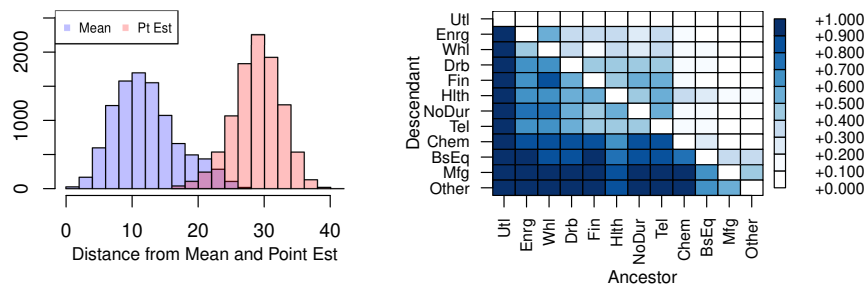 Mean Pt Est
2000
1000
0
0 10 20 30 40
Distance from Mean and Point Est
Descendant
Utl
Enrg
Whl
Drb
Fin
Hlth
NoDur
Tel
Chem
BsEq
Mfg
Other
Utl Enrg Whl Drb Fin Hlth NoDur Tel Chem BsEq Mfg Other
Ancestor
+1.000
+0.900
+0.800
+0.700
+0.600
+0.500
+0.400
+0.300
+0.200
+0.100
+0.000